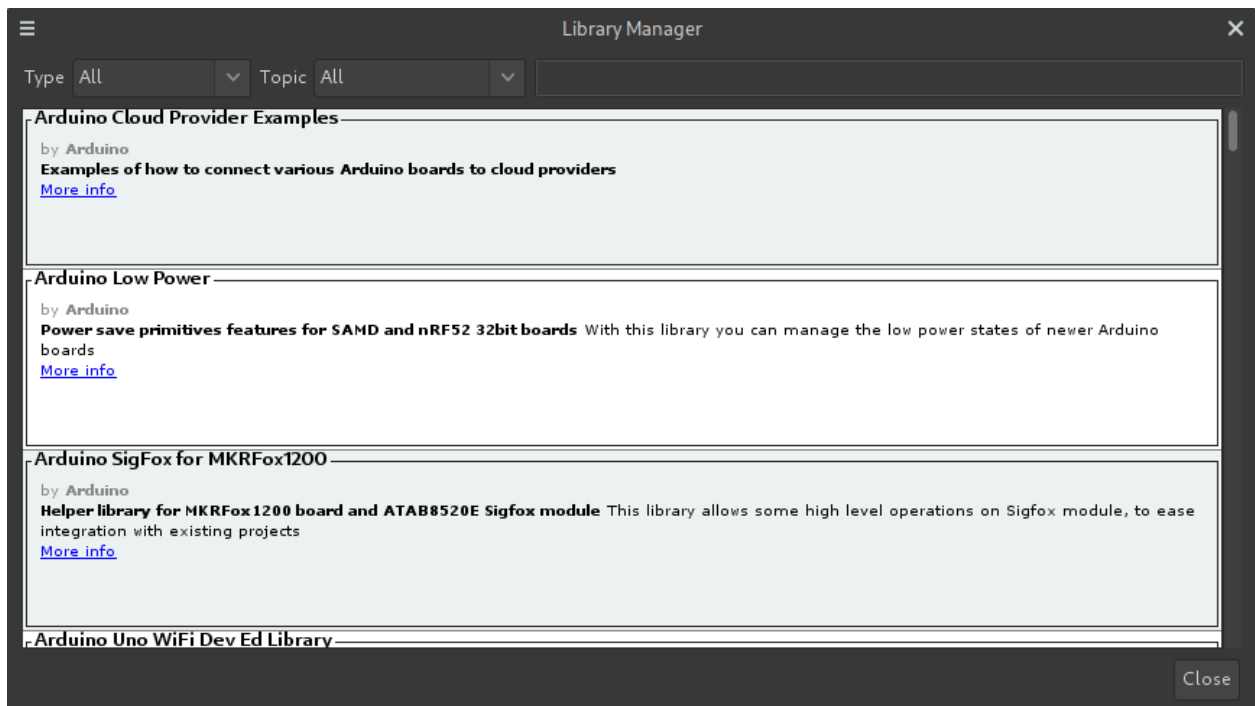 Library Manager
Type All Topic All
Arduino Cloud Provider Examples
by Arduino
Examples of how to connect various Arduino boards to cloud providers
More info
Arduino Low Power
by Arduino
Power save primitives features for SAMD and nRF52 32bit boards With this library you can manage the low power states of newer Arduino
boards
More info
Arduino SigFox for MKRFox1200
by Arduino
Helper library for MKRFox1200 board and ATAB8520E Sigfox module This library allows some high level operations on Sigfox module, to ease
integration with existing projects
More info
Arduino Uno WiFi Dev Ed Library
Close